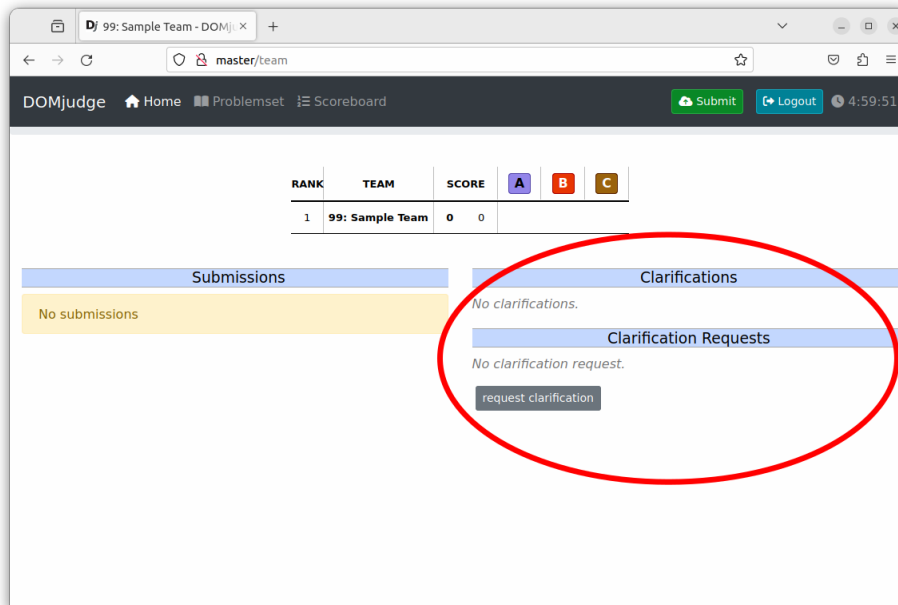 Dj 99: Sample Team - DOMju
master/team
DOMjudge Home Problemset Scoreboard Submit Logout 4:59:51
RANK TEAM SCORE A B C
1 99: Sample Team 0 0
Submissions
No submissions
Clarifications
No clarifications.
Clarification Requests
No clarification request.
request clarification